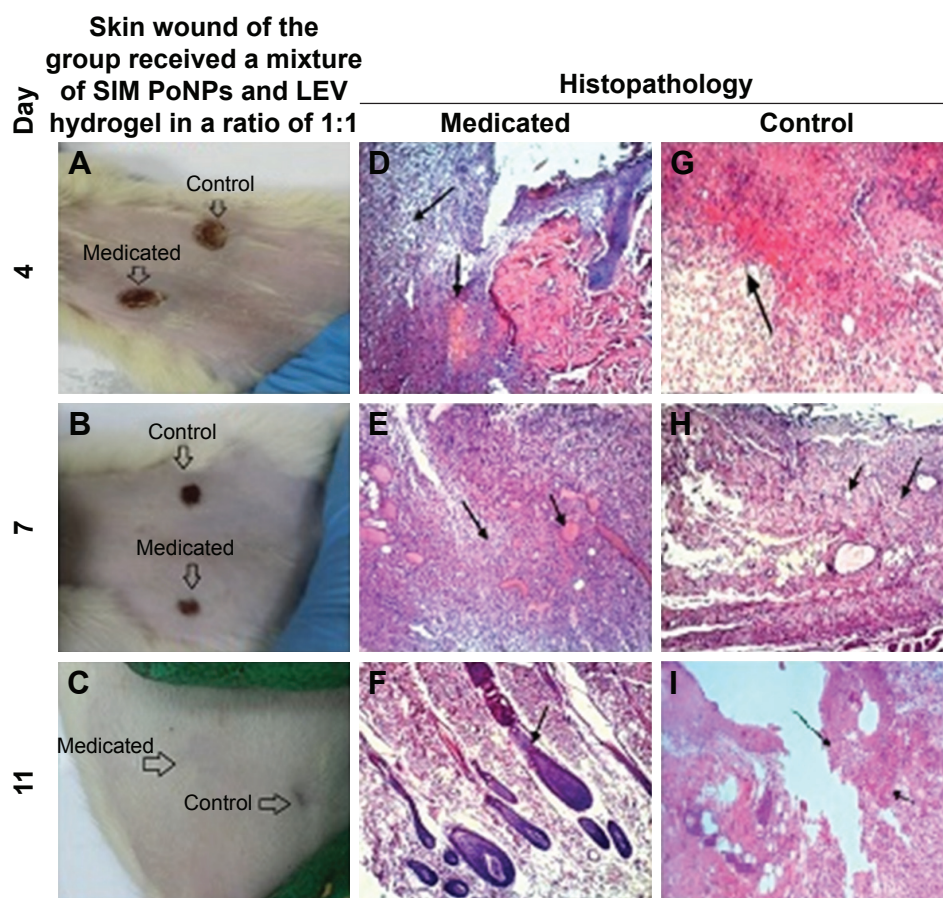 Skin wound of the
group received a mixture
of SIM PoNPs and LEV
hydrogel in a ratio of 1:1
Day
Histopathology
Medicated
Control
4
A
Control
Medicated
D
G
7
B
Control
Medicated
E
H
11
C
Medicated
Control
F
I